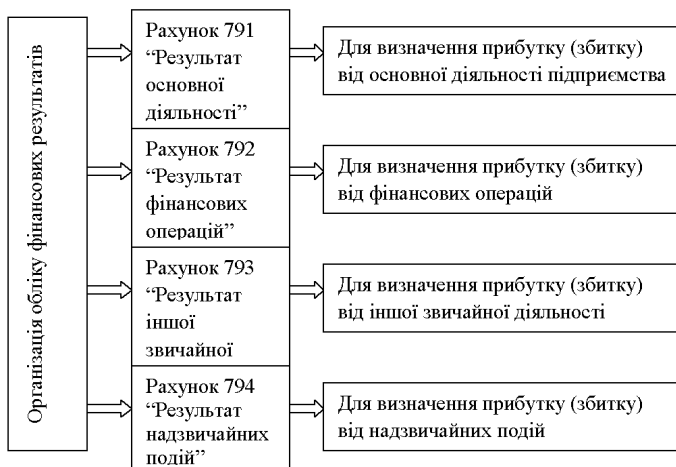 Організація обліку фінансових результатів
Рахунок 791
“Результат
основної
діяльності”
Для визначення прибутку (збитку)
від основної діяльності підприємства
Рахунок 792
“Результат
фінансових
операцій”
Для визначення прибутку (збитку)
від фінансових операцій
Рахунок 793
“Результат
іншої
звичайної
Для визначення прибутку (збитку)
від іншої звичайної діяльності
Рахунок 794
“Результат
надзвичайних
подій”
Для визначення прибутку (збитку)
від надзвичайних подій